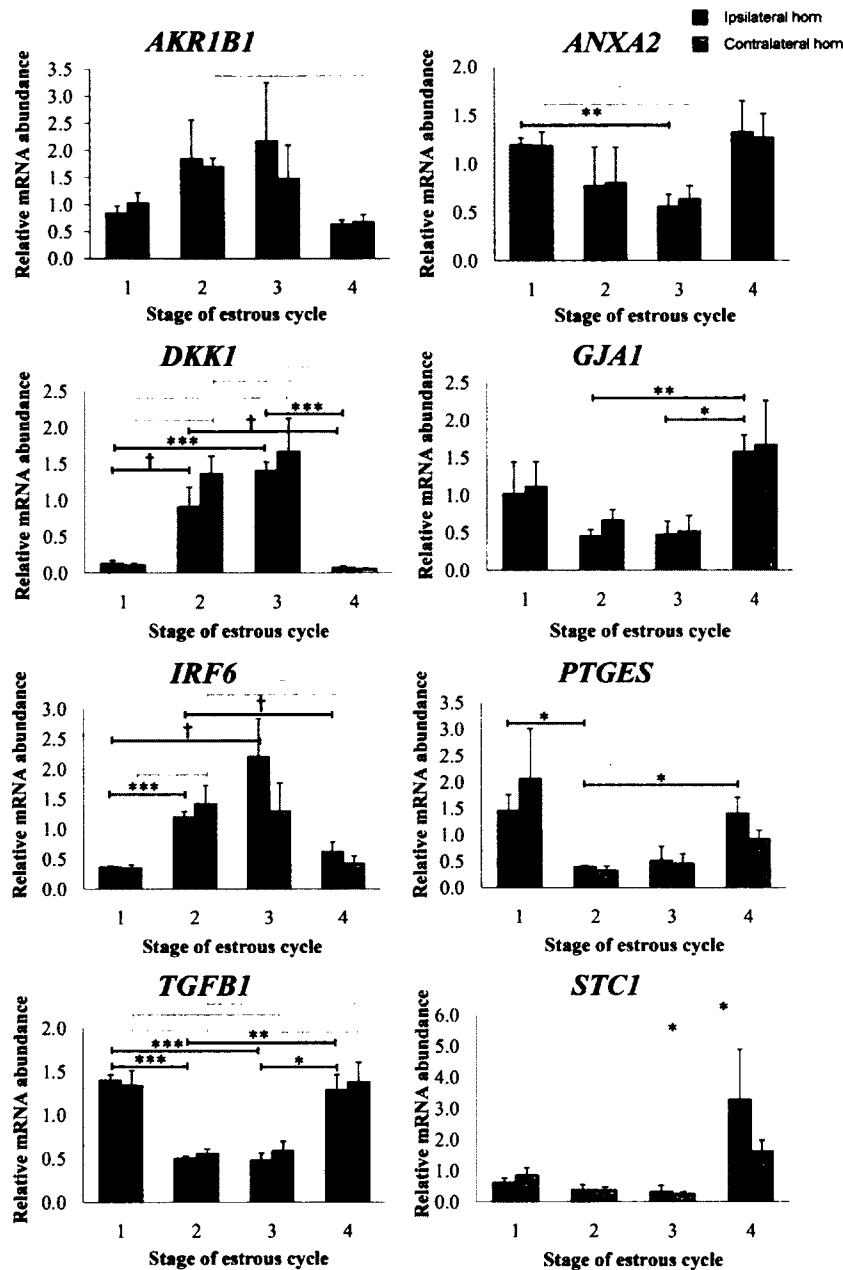 Ipsilateral horn
Contralateral horn
AKR1B1
Relative mRNA abundance
3.5
3.0
2.5
2.0
1.5
1.0
0.5
0.0
1 2 3 4
Stage of estrous cycle
ANXA2
Relative mRNA abundance
2.0
1.5
1.0
0.5
0.0
**
1 2 3 4
Stage of estrous cycle
DKK1
Relative mRNA abundance
2.5
2.0
1.5
1.0
0.5
0.0
***
†
***
†
1 2 3 4
Stage of estrous cycle
GJA1
Relative mRNA abundance
2.5
2.0
1.5
1.0
0.5
0.0
**
*
1 2 3 4
Stage of estrous cycle
IRF6
Relative mRNA abundance
3.0
2.5
2.0
1.5
1.0
0.5
0.0
†
†
***
1 2 3 4
Stage of estrous cycle
PTGES
Relative mRNA abundance
3.5
3.0
2.5
2.0
1.5
1.0
0.5
0.0
*
*
1 2 3 4
Stage of estrous cycle
TGFB1
Relative mRNA abundance
2.0
1.5
1.0
0.5
0.0
**
***
*** *
1 2 3 4
Stage of estrous cycle
STC1
Relative mRNA abundance
6.0
5.0
4.0
3.0
2.0
1.0
0.0
*
*
1 2 3 4
Stage of estrous cycle